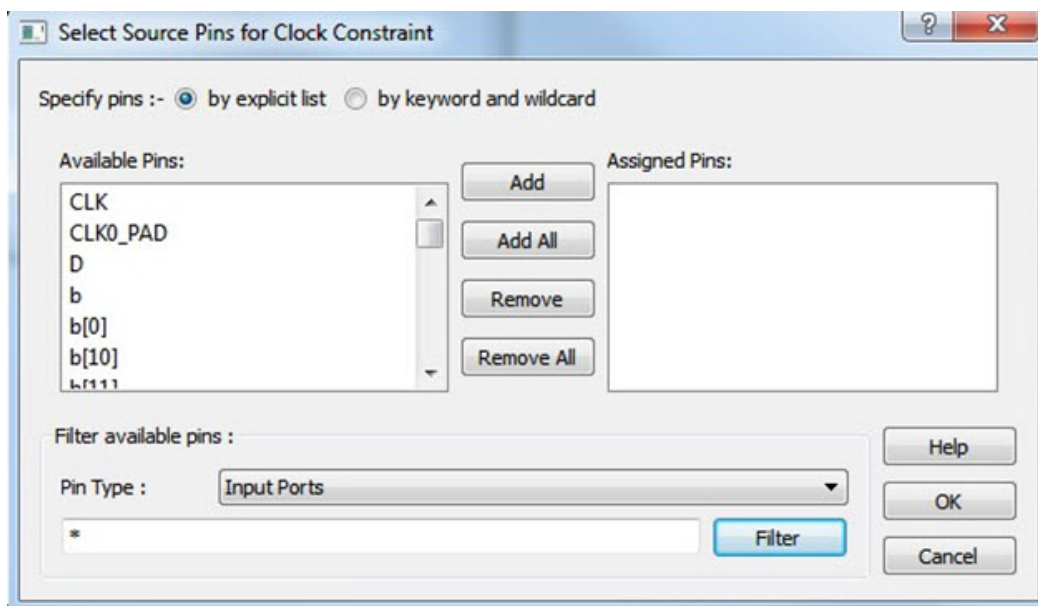 Select Source Pins for Clock Constraint
Specify pins :- by explicit list by keyword and wildcard
Available Pins:
CLK
CLK0_PAD
D
b
b[0]
b[10]
b[11]
Add
Add All
Remove
Remove All
Assigned Pins:
Filter available pins :
Pin Type : Input Ports
*
Filter
Help
OK
Cancel